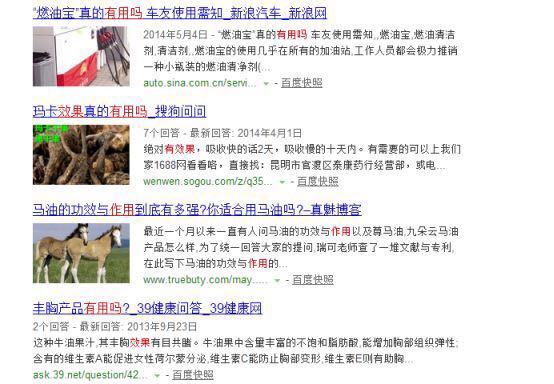 “燃油宝”真的有用吗 车友使用需知_新浪汽车_新浪网
2014年5月4日 - “燃油宝”真的有用吗 车友使用需知,,燃油宝,燃油清洁
剂,清洁剂,,燃油宝的使用几乎在所有的加油站,工作人员都会极力推销
一种小瓶装的燃油清净剂(...
auto.sina.com.cn/servi... - 百度快照
玛卡效果真的有用吗_搜狗问问
7个回答 - 最新回答: 2014年4月1日
绝对有效果，吸收快的话2天，吸收慢的十天内。有需要的可以上我们
家1688网看看咯，直接找：昆明市官渡区泰康药行经营部，或电...
wenwen.sogou.com/z/q35... - 百度快照
马油的功效与作用到底有多强?你适合用马油吗?–真魅博客
最近一个月以来一直有人问马油的功效与作用以及尊马油,九朵云马油
产品怎么样,为了统一回答大家的提问,瑞可老师查了一堆文献与专利,
在此写下马油的功效与作用的...
www.truebuty.com/may..... - 百度快照
丰胸产品有用吗?_39健康问答_39健康网
2个回答 - 最新回答: 2013年9月23日
这种牛油果汁,其丰胸效果有目共睹。牛油果中含量丰富的不饱和脂肪酸,能增加胸部组织弹性;
含有的维生素A能促进女性荷尔蒙分泌,维生素C能防止胸部变形,维生素E则有助胸...
ask.39.net/question/42... - 百度快照